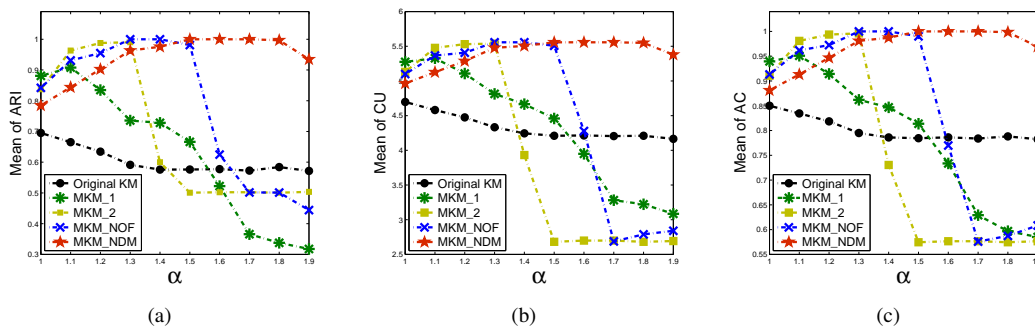 Mean of ARI
1
0.9
0.8
0.7
0.6
0.5
0.4
0.3
Original KM
MKM_1
MKM_2
MKM_NOF
MKM_NDM
1 1.1 1.2 1.3 1.4 1.5 1.6 1.7 1.8 1.9
α
(a)
Mean of CU
6
5.5
5
4.5
4
3.5
3
2.5
Original KM
MKM_1
MKM_2
MKM_NOF
MKM_NDM
1 1.1 1.2 1.3 1.4 1.5 1.6 1.7 1.8 1.9
α
(b)
Mean of AC
1
0.95
0.9
0.85
0.8
0.75
0.7
0.65
0.6
0.55
Original KM
MKM_1
MKM_2
MKM_NOF
MKM_NDM
1 1.1 1.2 1.3 1.4 1.5 1.6 1.7 1.8 1.9
α
(c)